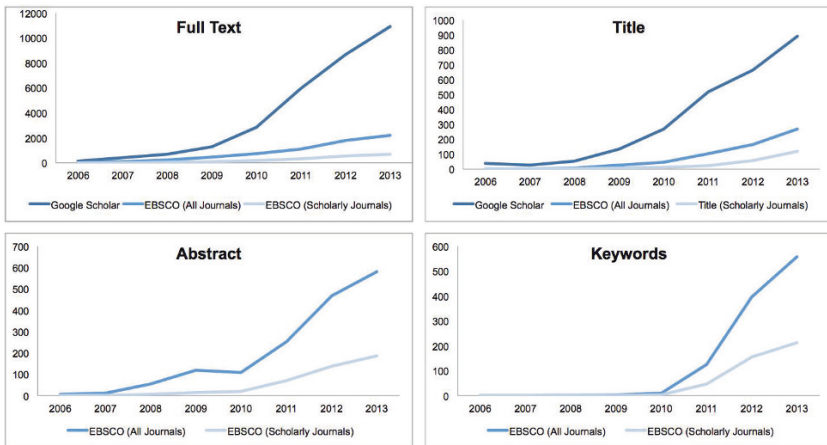 Full Text
12000
10000
8000
6000
4000
2000
0
2006 2007 2008 2009 2010 2011 2012 2013
Google Scholar EBSCO (All Journals) EBSCO (Scholarly Journals)
Title
1000
900
800
700
600
500
400
300
200
100
0
2006 2007 2008 2009 2010 2011 2012 2013
Google Scholar EBSCO (All Journals) Title (Scholarly Journals)
Abstract
700
600
500
400
300
200
100
0
2006 2007 2008 2009 2010 2011 2012 2013
EBSCO (All Journals) EBSCO (Scholarly Journals)
Keywords
600
500
400
300
200
100
0
2006 2007 2008 2009 2010 2011 2012 2013
EBSCO (All Journals) EBSCO (Scholarly Journals)